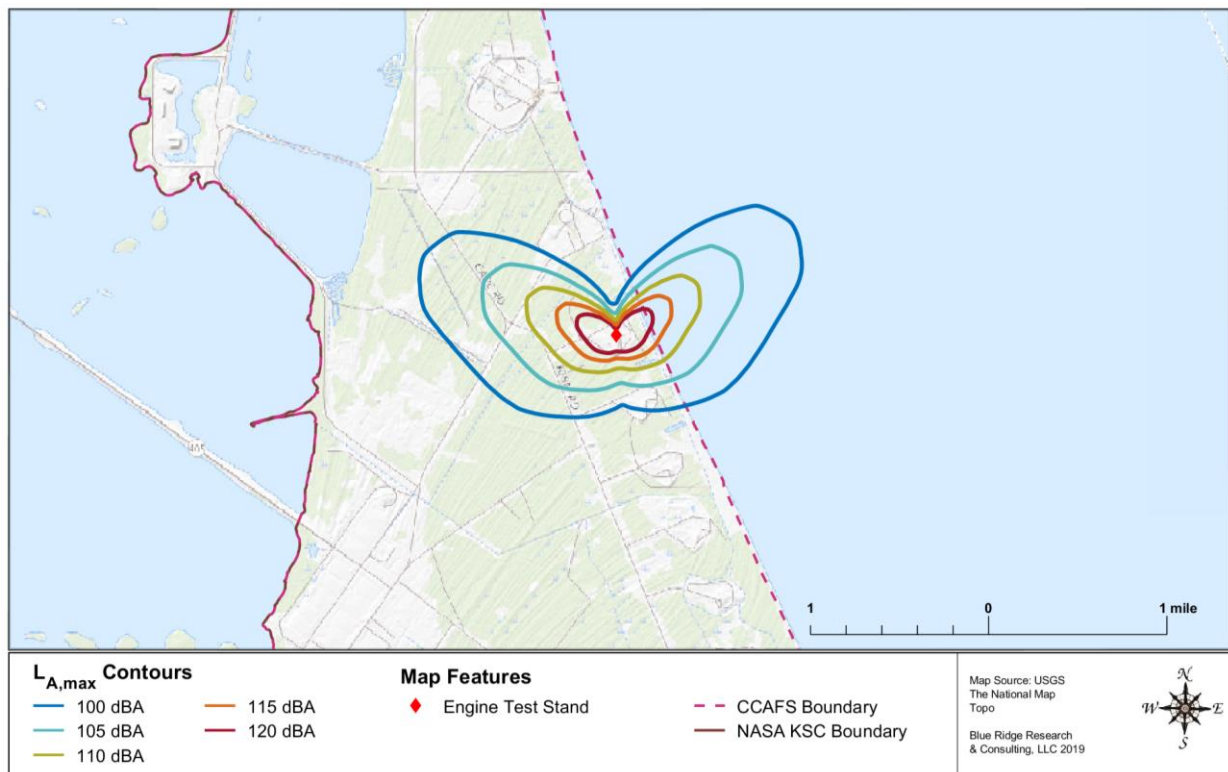 405
1 0 1 mile
L_A,max Contours
100 dBA
105 dBA
110 dBA
115 dBA
120 dBA
Map Features
Engine Test Stand
CCAFS Boundary
NASA KSC Boundary
Map Source: USGS
The National Map
Topo
Blue Ridge Research
& Consulting, LLC 2019
N
W E
S